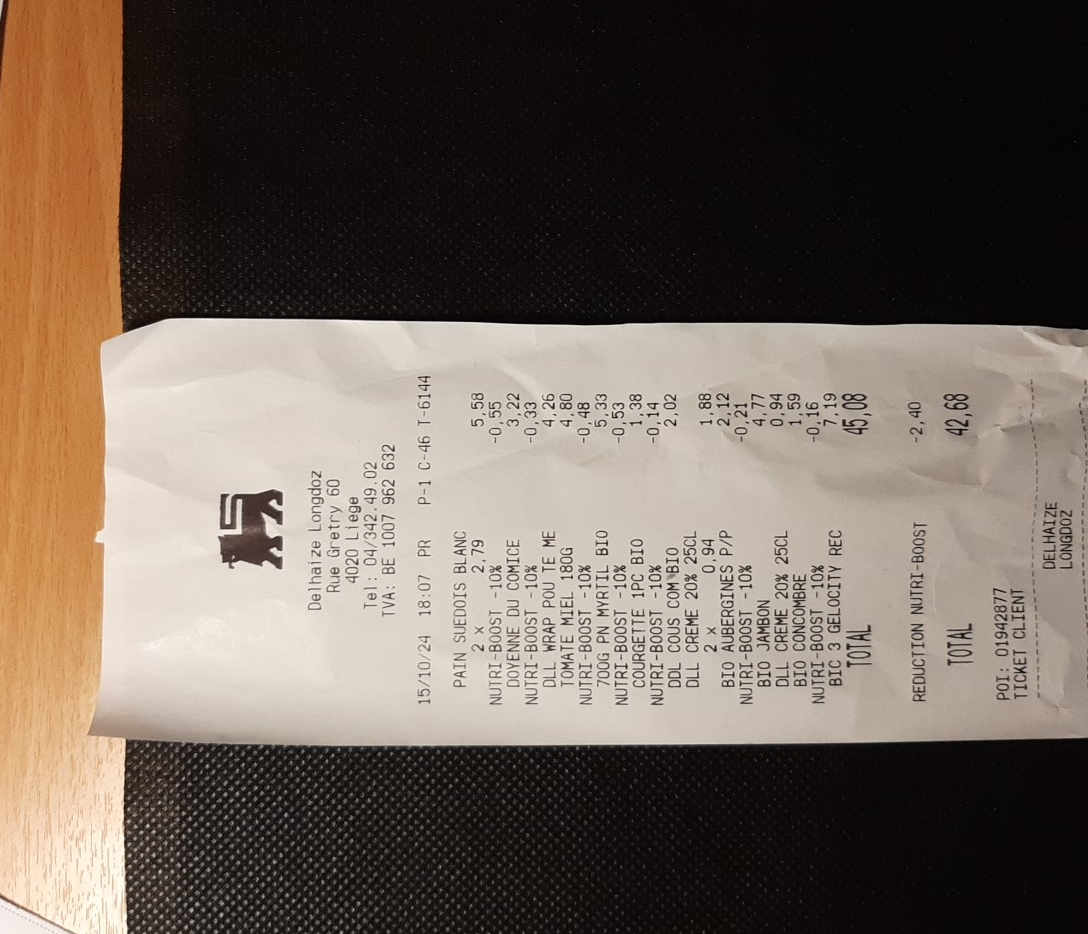 Delhaize Longdoz
Rue Gretry 60
4020 Liege
Tel: 04/342.49.02
TVA: BE 1007 962 632
15/10/24 18:07 PR P-1 C-46 T-6144
PAIN SUEDOIS BLANC
2 x 2,79 5,58
NUTRI-BOOST -10% -0,55
DOYENNE DU COMICE 3,22
NUTRI-BOOST -10% -0,33
DLL WRAP POU TE ME 4,26
TOMATE MIEL 180G 4,80
NUTRI-BOOST -10% -0,48
700G PN MYRTIL BIO 5,33
NUTRI-BOOST -10% -0,53
COURGETTE 1PC BIO 1,38
NUTRI-BOOST -10% -0,14
DDL COUS COM BIO 2,02
DLL CREME 20% 25CL
2 x 0,94 1,88
BIO AUBERGINES P/P 2,12
NUTRI-BOOST -10% -0,21
BIO JAMBON 4,77
DLL CREME 20% 25CL 0,94
BIO CONCOMBRE 1,59
NUTRI-BOOST -10% -0,16
BIC 3 GELOCITY REC 7,19
TOTAL 45,08
REDUCTION NUTRI-BOOST -2,40
TOTAL 42,68
POI: 01942877
TICKET CLIENT
DELHAIZE
LONGDOZ